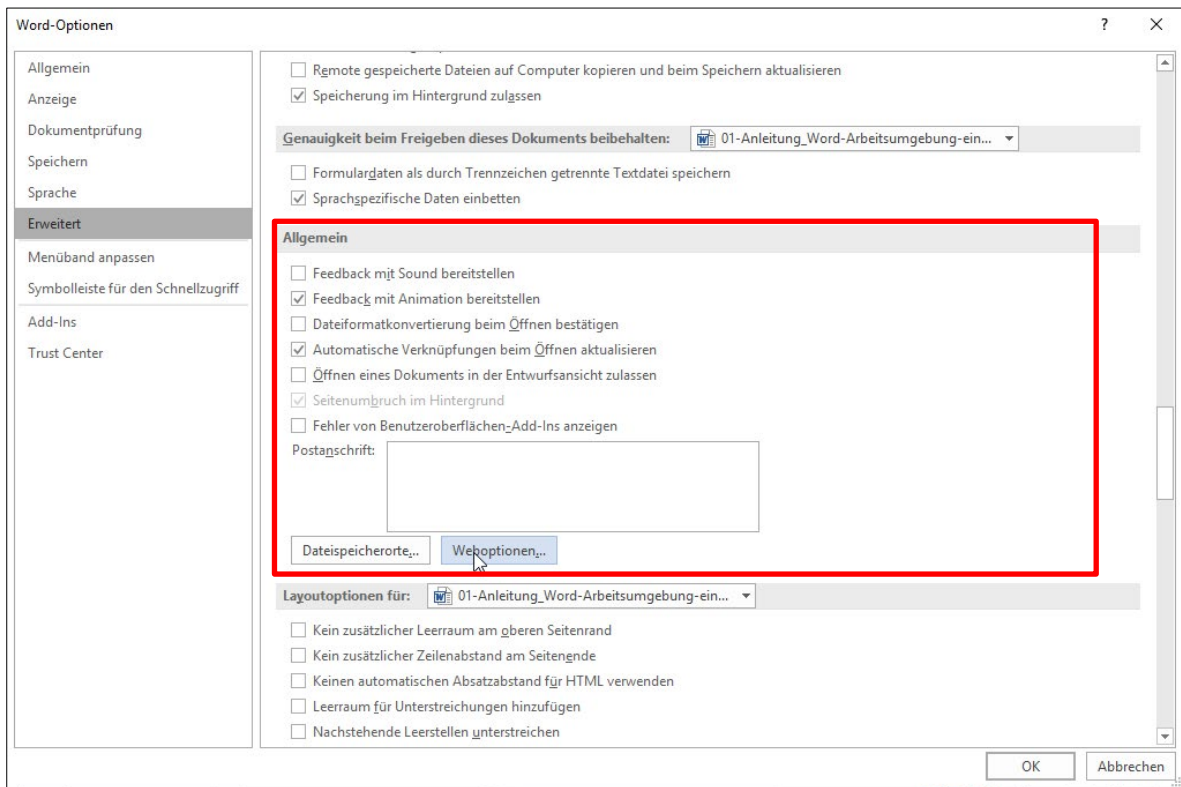 Word-Optionen ?
Allgemein
Anzeige
Dokumentprüfung
Speichern
Sprache
Erweitert
Menüband anpassen
Symbolleiste für den Schnellzugriff
Add-Ins
Trust Center
Remote gespeicherte Dateien auf Computer kopieren und beim Speichern aktualisieren
Speicherung im Hintergrund zulassen
Genauigkeit beim Freigeben dieses Dokuments beibehalten: 01-Anleitung_Word-Arbeitsumgebung-ein...
Formulardaten als durch Trennzeichen getrennte Textdatei speichern
Sprachspezifische Daten einbetten
Allgemein
Feedback mit Sound bereitstellen
Feedback mit Animation bereitstellen
Dateiformatkonvertierung beim Öffnen bestätigen
Automatische Verknüpfungen beim Öffnen aktualisieren
Öffnen eines Dokuments in der Entwurfsansicht zulassen
Seitenumbruch im Hintergrund
Fehler von Benutzeroberflächen-Add-Ins anzeigen
Postanschrift:
Dateispeicherorte... Weboptionen...
Layoutoptionen für: 01-Anleitung_Word-Arbeitsumgebung-ein...
Kein zusätzlicher Leerraum am oberen Seitenrand
Kein zusätzlicher Zeilenabstand am Seitenende
Keinen automatischen Absatzabstand für HTML verwenden
Leerraum für Unterstreichungen hinzufügen
Nachstehende Leerstellen unterstreichen
OK Abbrechen